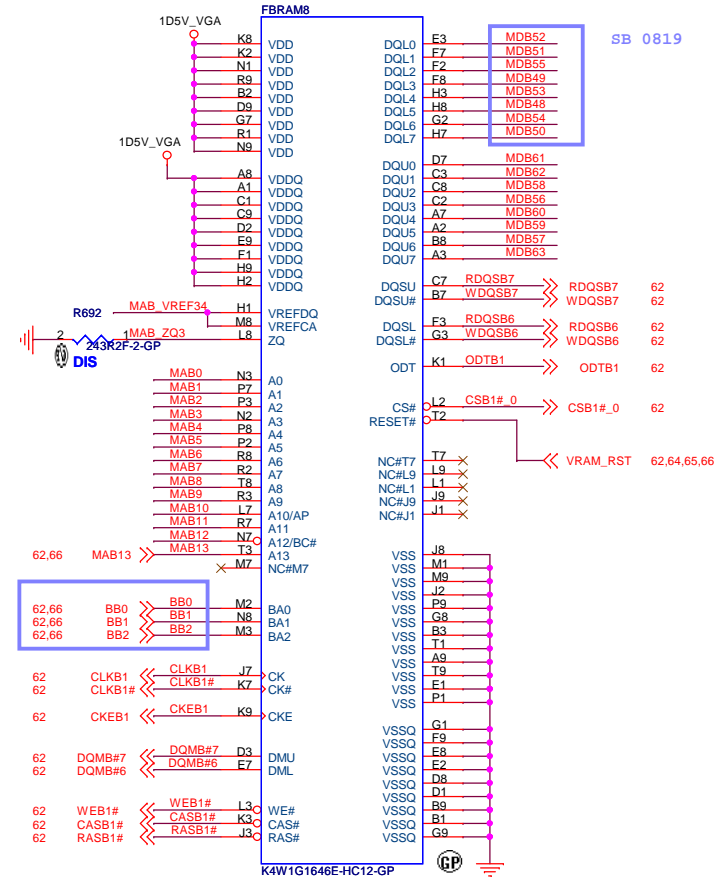 FBRAM8
1D5V_VGA
SB 0819
K8 VDD DQL0 E3 MDB52
K2 VDD DQL1 F7 MDB51
N1 VDD DQL2 F2 MDB55
R9 VDD DQL3 F8 MDB49
B2 VDD DQL4 H3 MDB53
D9 VDD DQL5 H8 MDB48
G7 VDD DQL6 G2 MDB54
R1 VDD DQL7 H7 MDB50
N9 VDD
1D5V_VGA
DQU0 D7 MDB61
A8 VDDQ DQU1 C3 MDB62
A1 VDDQ DQU2 C8 MDB58
C1 VDDQ DQU3 C2 MDB56
C9 VDDQ DQU4 A7 MDB60
D2 VDDQ DQU5 A2 MDB59
E9 VDDQ DQU6 B8 MDB57
F1 VDDQ DQU7 A3 MDB63
H9 VDDQ
H2 VDDQ
DQSU C7 RDQSB7 RDQSB7 62
DQSU# B7 WDQSB7 WDQSB7 62
R692 MAB_VREF34 H1 VREFDQ
M8 VREFCA
DQSL F3 RDQSB6 RDQSB6 62
DQSL# G3 WDQSB6 WDQSB6 62
2 1 MAB_ZQ3 L8 ZQ
243R2F-2-GP
DIS
ODT K1 ODTB1 ODTB1 62
MAB0 N3 A0
MAB1 P7 A1
MAB2 P3 A2
MAB3 N2 A3
MAB4 P8 A4
MAB5 P2 A5
MAB6 R8 A6
MAB7 R2 A7
MAB8 T8 A8
MAB9 R3 A9
MAB10 L7 A10/AP
MAB11 R7 A11
MAB12 N7 A12/BC#
62,66 MAB13 MAB13 T3 A13
M7 NC#M7
CS# L2 CSB1#_0 CSB1#_0 62
RESET# T2
VRAM_RST 62,64,65,66
NC#T7 T7
NC#L9 L9
NC#L1 L1
NC#J9 J9
NC#J1 J1
62,66 BB0 BB0 M2 BA0
62,66 BB1 BB1 N8 BA1
62,66 BB2 BB2 M3 BA2
VSS J8
VSS M1
VSS M9
VSS J2
VSS P9
VSS G8
VSS B3
VSS T1
VSS A9
VSS T9
VSS E1
VSS P1
62 CLKB1 CLKB1 J7 CK
62 CLKB1# CLKB1# K7 CK#
62 CKEB1 CKEB1 K9 CKE
62 DQMB#7 DQMB#7 D3 DMU
62 DQMB#6 DQMB#6 E7 DML
62 WEB1# WEB1# L3 WE#
62 CASB1# CASB1# K3 CAS#
62 RASB1# RASB1# J3 RAS#
VSSQ G1
VSSQ F9
VSSQ E8
VSSQ E2
VSSQ D8
VSSQ D1
VSSQ B9
VSSQ B1
VSSQ G9
GP
K4W1G1646E-HC12-GP